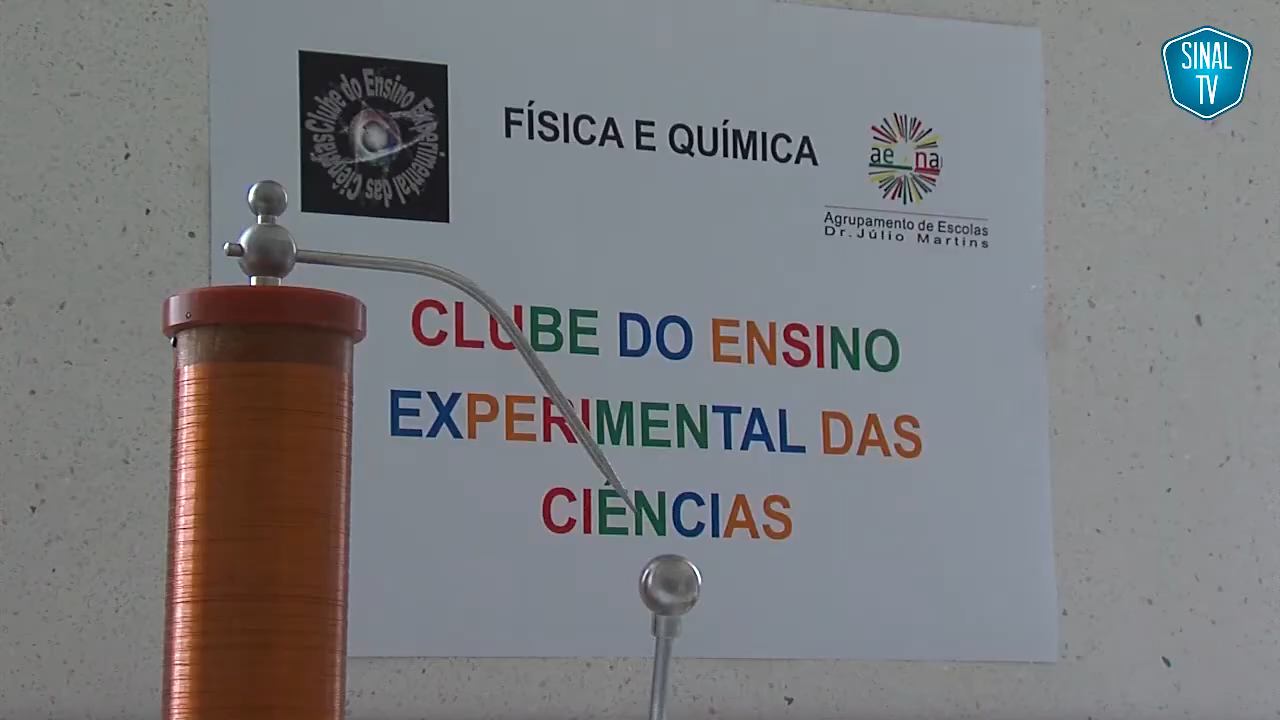 SINAL
TV
Clube do Ensino Experimental das Ciências
FÍSICA E QUÍMICA
ae na
Agrupamento de Escolas
Dr. Júlio Martins
CLUBE DO ENSINO
EXPERIMENTAL DAS
CIÊNCIAS